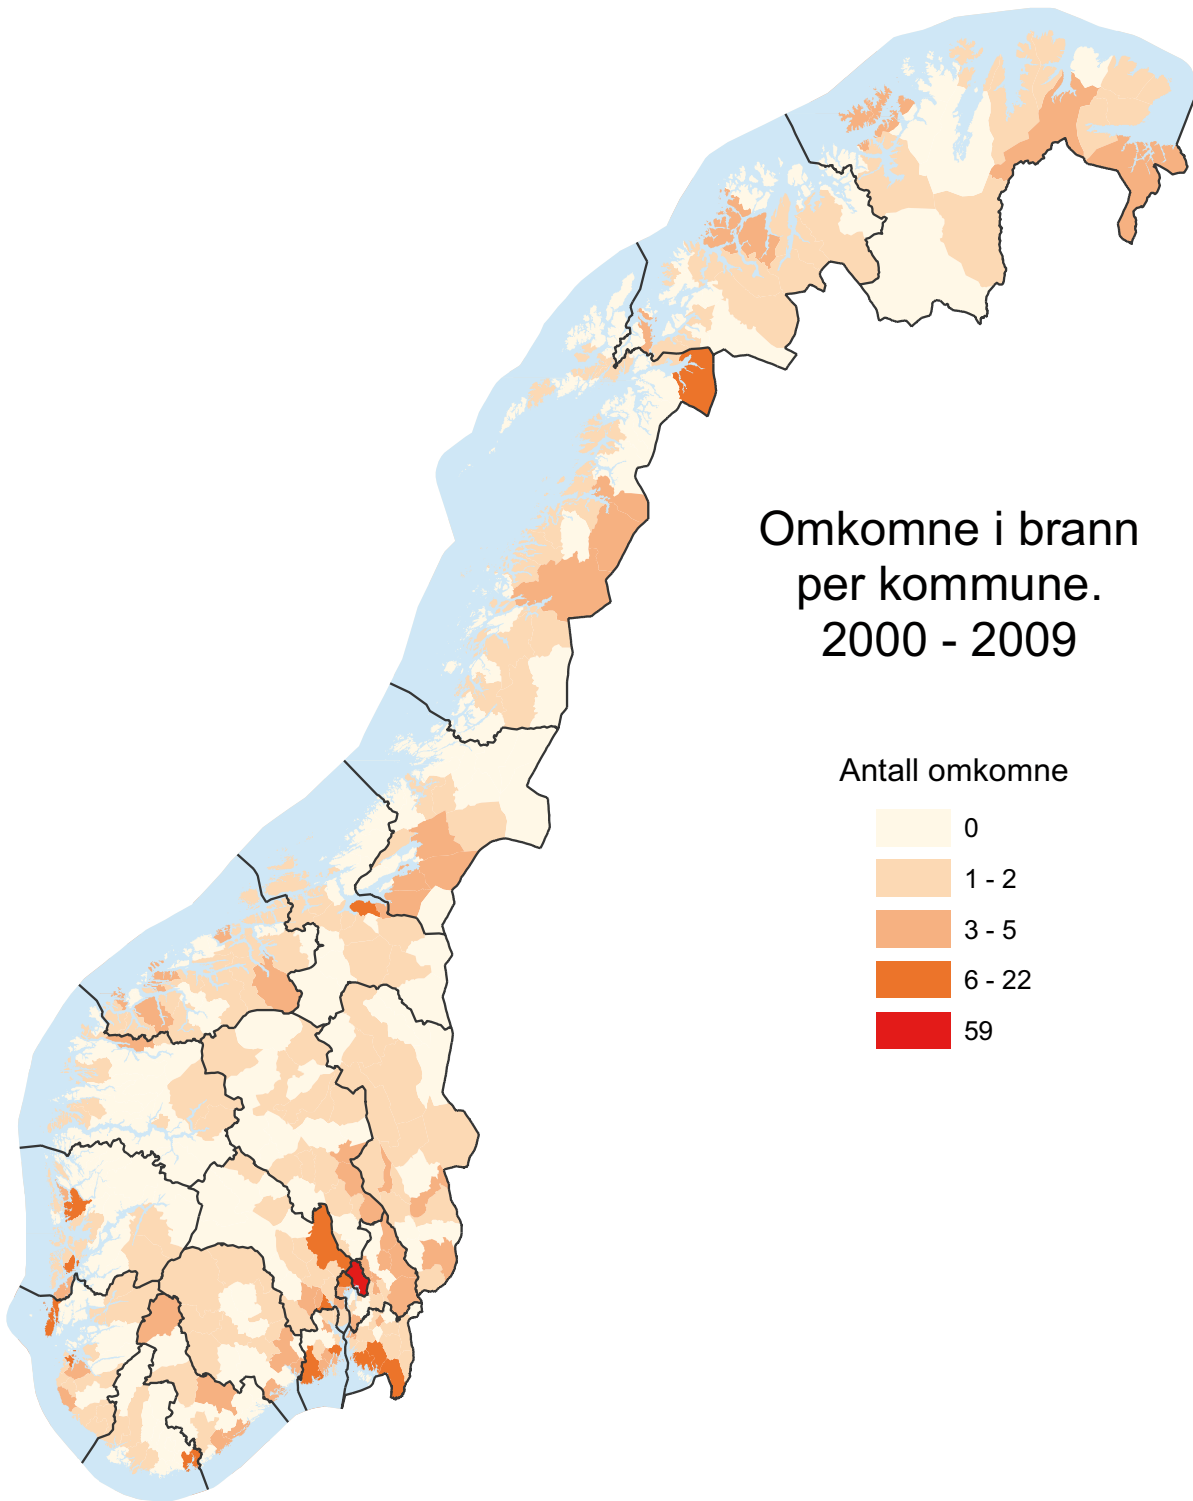 Omkomne i brann
per kommune.
2000 - 2009
Antall omkomne
0
1 - 2
3 - 5
6 - 22
59